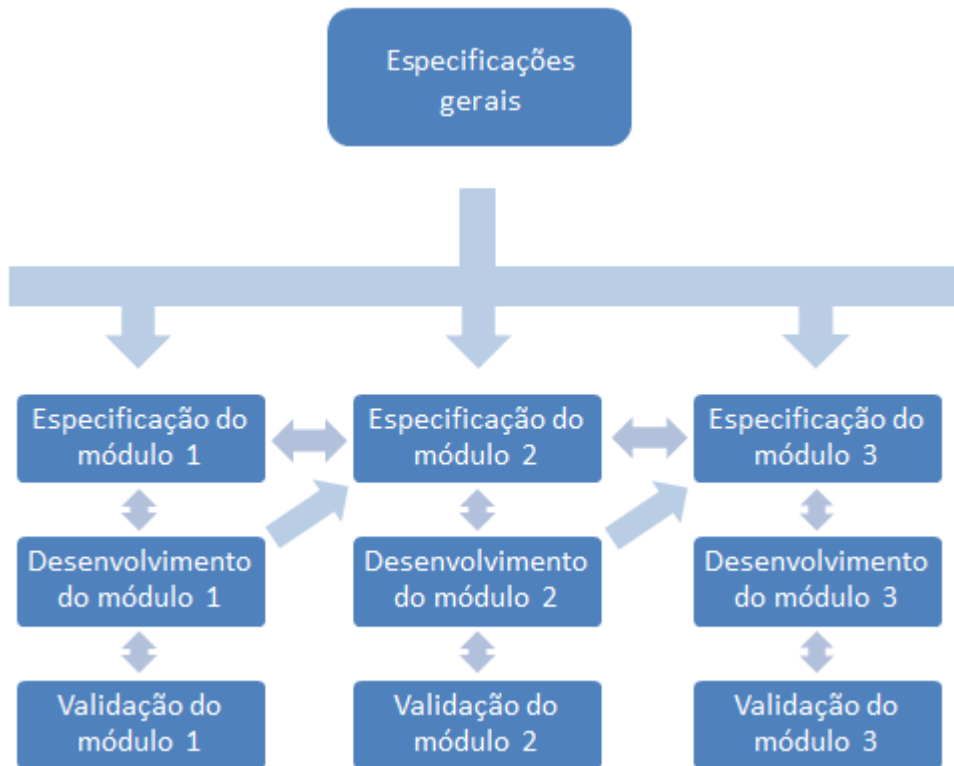 Especificações
gerais
Especificação do
módulo 1
Especificação do
módulo 2
Especificação do
módulo 3
Desenvolvimento
do módulo 1
Desenvolvimento
do módulo 2
Desenvolvimento
do módulo 3
Validação do
módulo 1
Validação do
módulo 2
Validação do
módulo 3